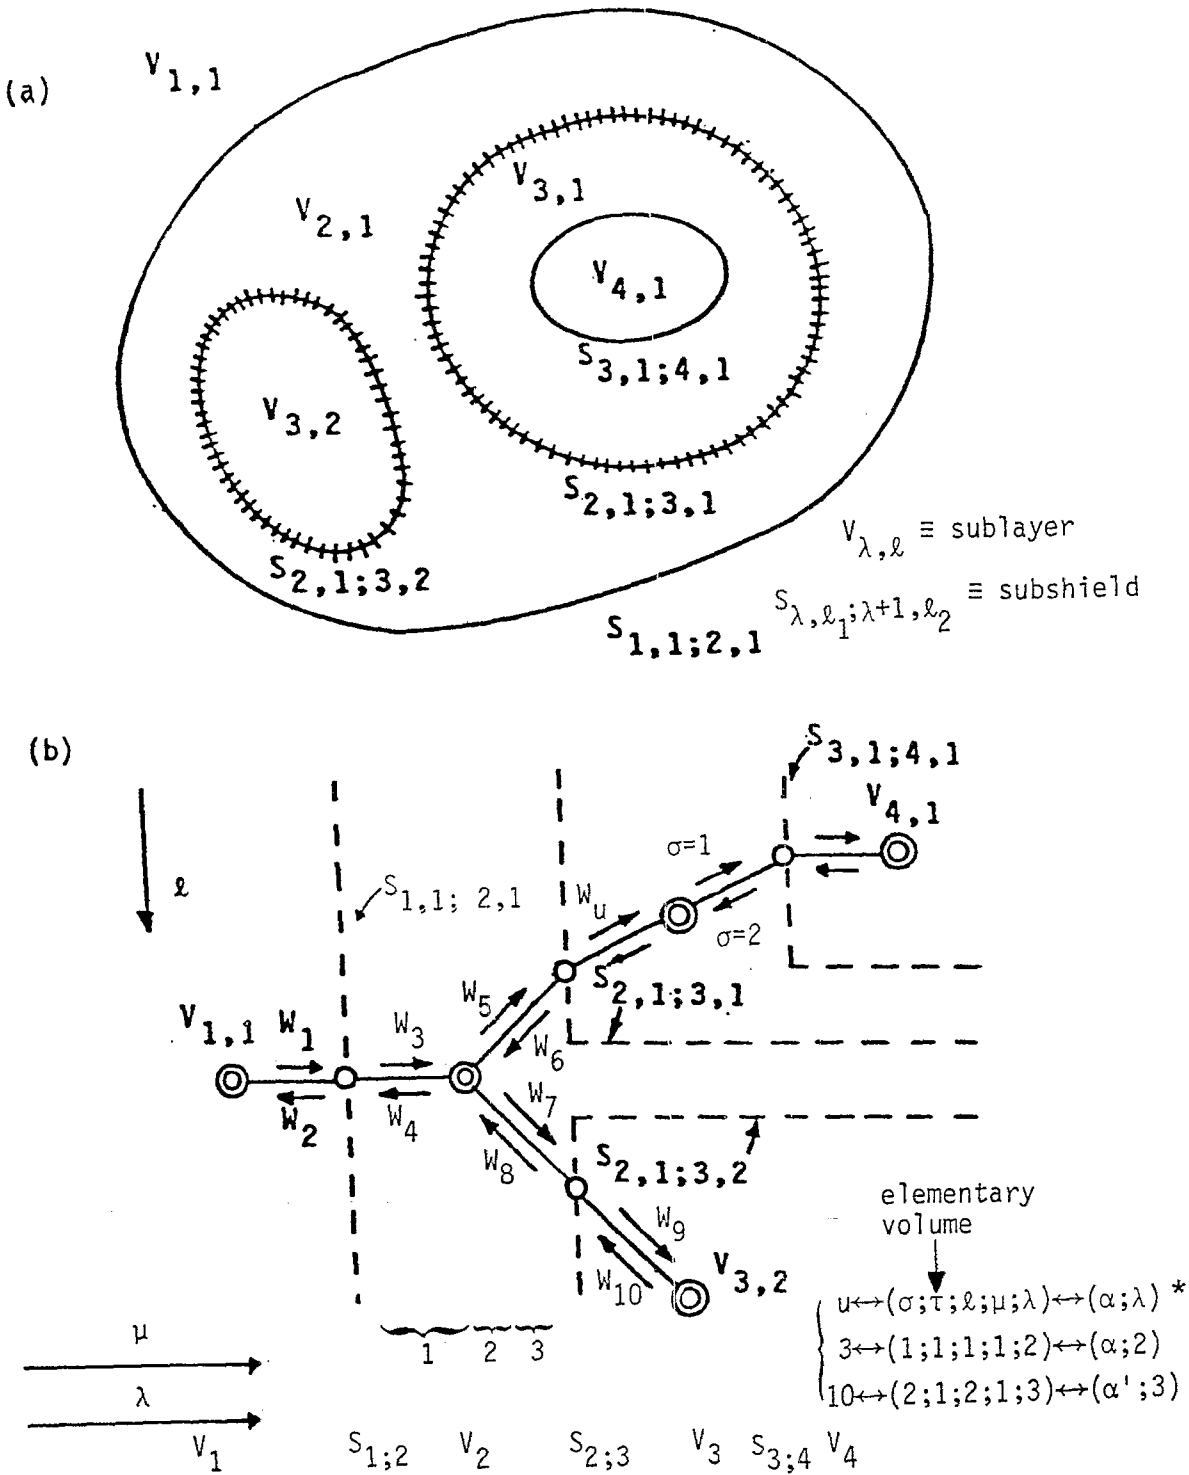 (a)
V1,1
V3,1
V2,1
V4,1
S3,1;4,1
V3,2
S2,1;3,1
S2,1;3,2
Vλ,ℓ ≡ sublayer
Sλ,ℓ1;λ+1,ℓ2 ≡ subshield
S1,1;2,1
(b)
S3,1;4,1
V4,1
σ=1
ℓ
S1,1; 2,1
Wu
σ=2
S2,1;3,1
W5
V1,1
W1
W3
W6
W2
W4
W7
W8
S2,1;3,2
elementary
volume
W9
V3,2
W10
u↔(σ;τ;ℓ;μ;λ)↔(α;λ) *
3↔(1;1;1;1;2)↔(α;2)
10↔(2;1;2;1;3)↔(α';3)
μ
1 2 3
λ
V1 S1;2 V2 S2;3 V3 S3;4 V4